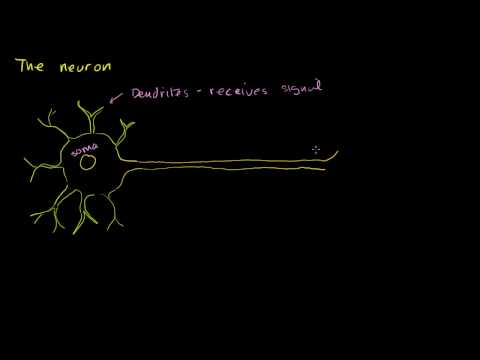 The neuron
Dendrites - receives signal
soma